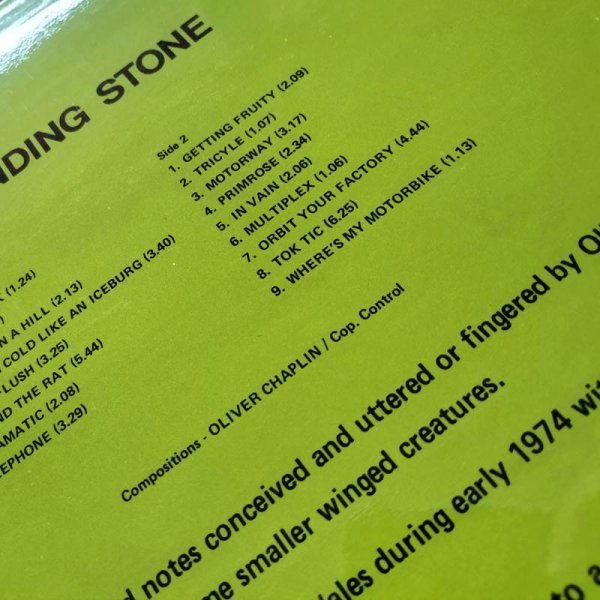 NDING STONE
Side 2
1. GETTING FRUITY (2.09)
2. TRICYLE (1.07)
3. MOTORWAY (3.17)
4. PRIMROSE (2.34)
5. IN VAIN (2.06)
6. MULTIPLEX (1.06)
7. ORBIT YOUR FACTORY (4.44)
8. TOK TIC (6.25)
9. WHERE'S MY MOTORBIKE (1.13)
(1.24)
N A HILL (2.13)
COLD LIKE AN ICEBURG (3.40)
LUSH (3.25)
ND THE RAT (5.44)
AMATIC (2.08)
EPHONE (3.29)
Compositions - OLIVER CHAPLIN / Cop. Control
d notes conceived and uttered or fingered by
me smaller winged creatures.
ales during early 1974 wit
to a